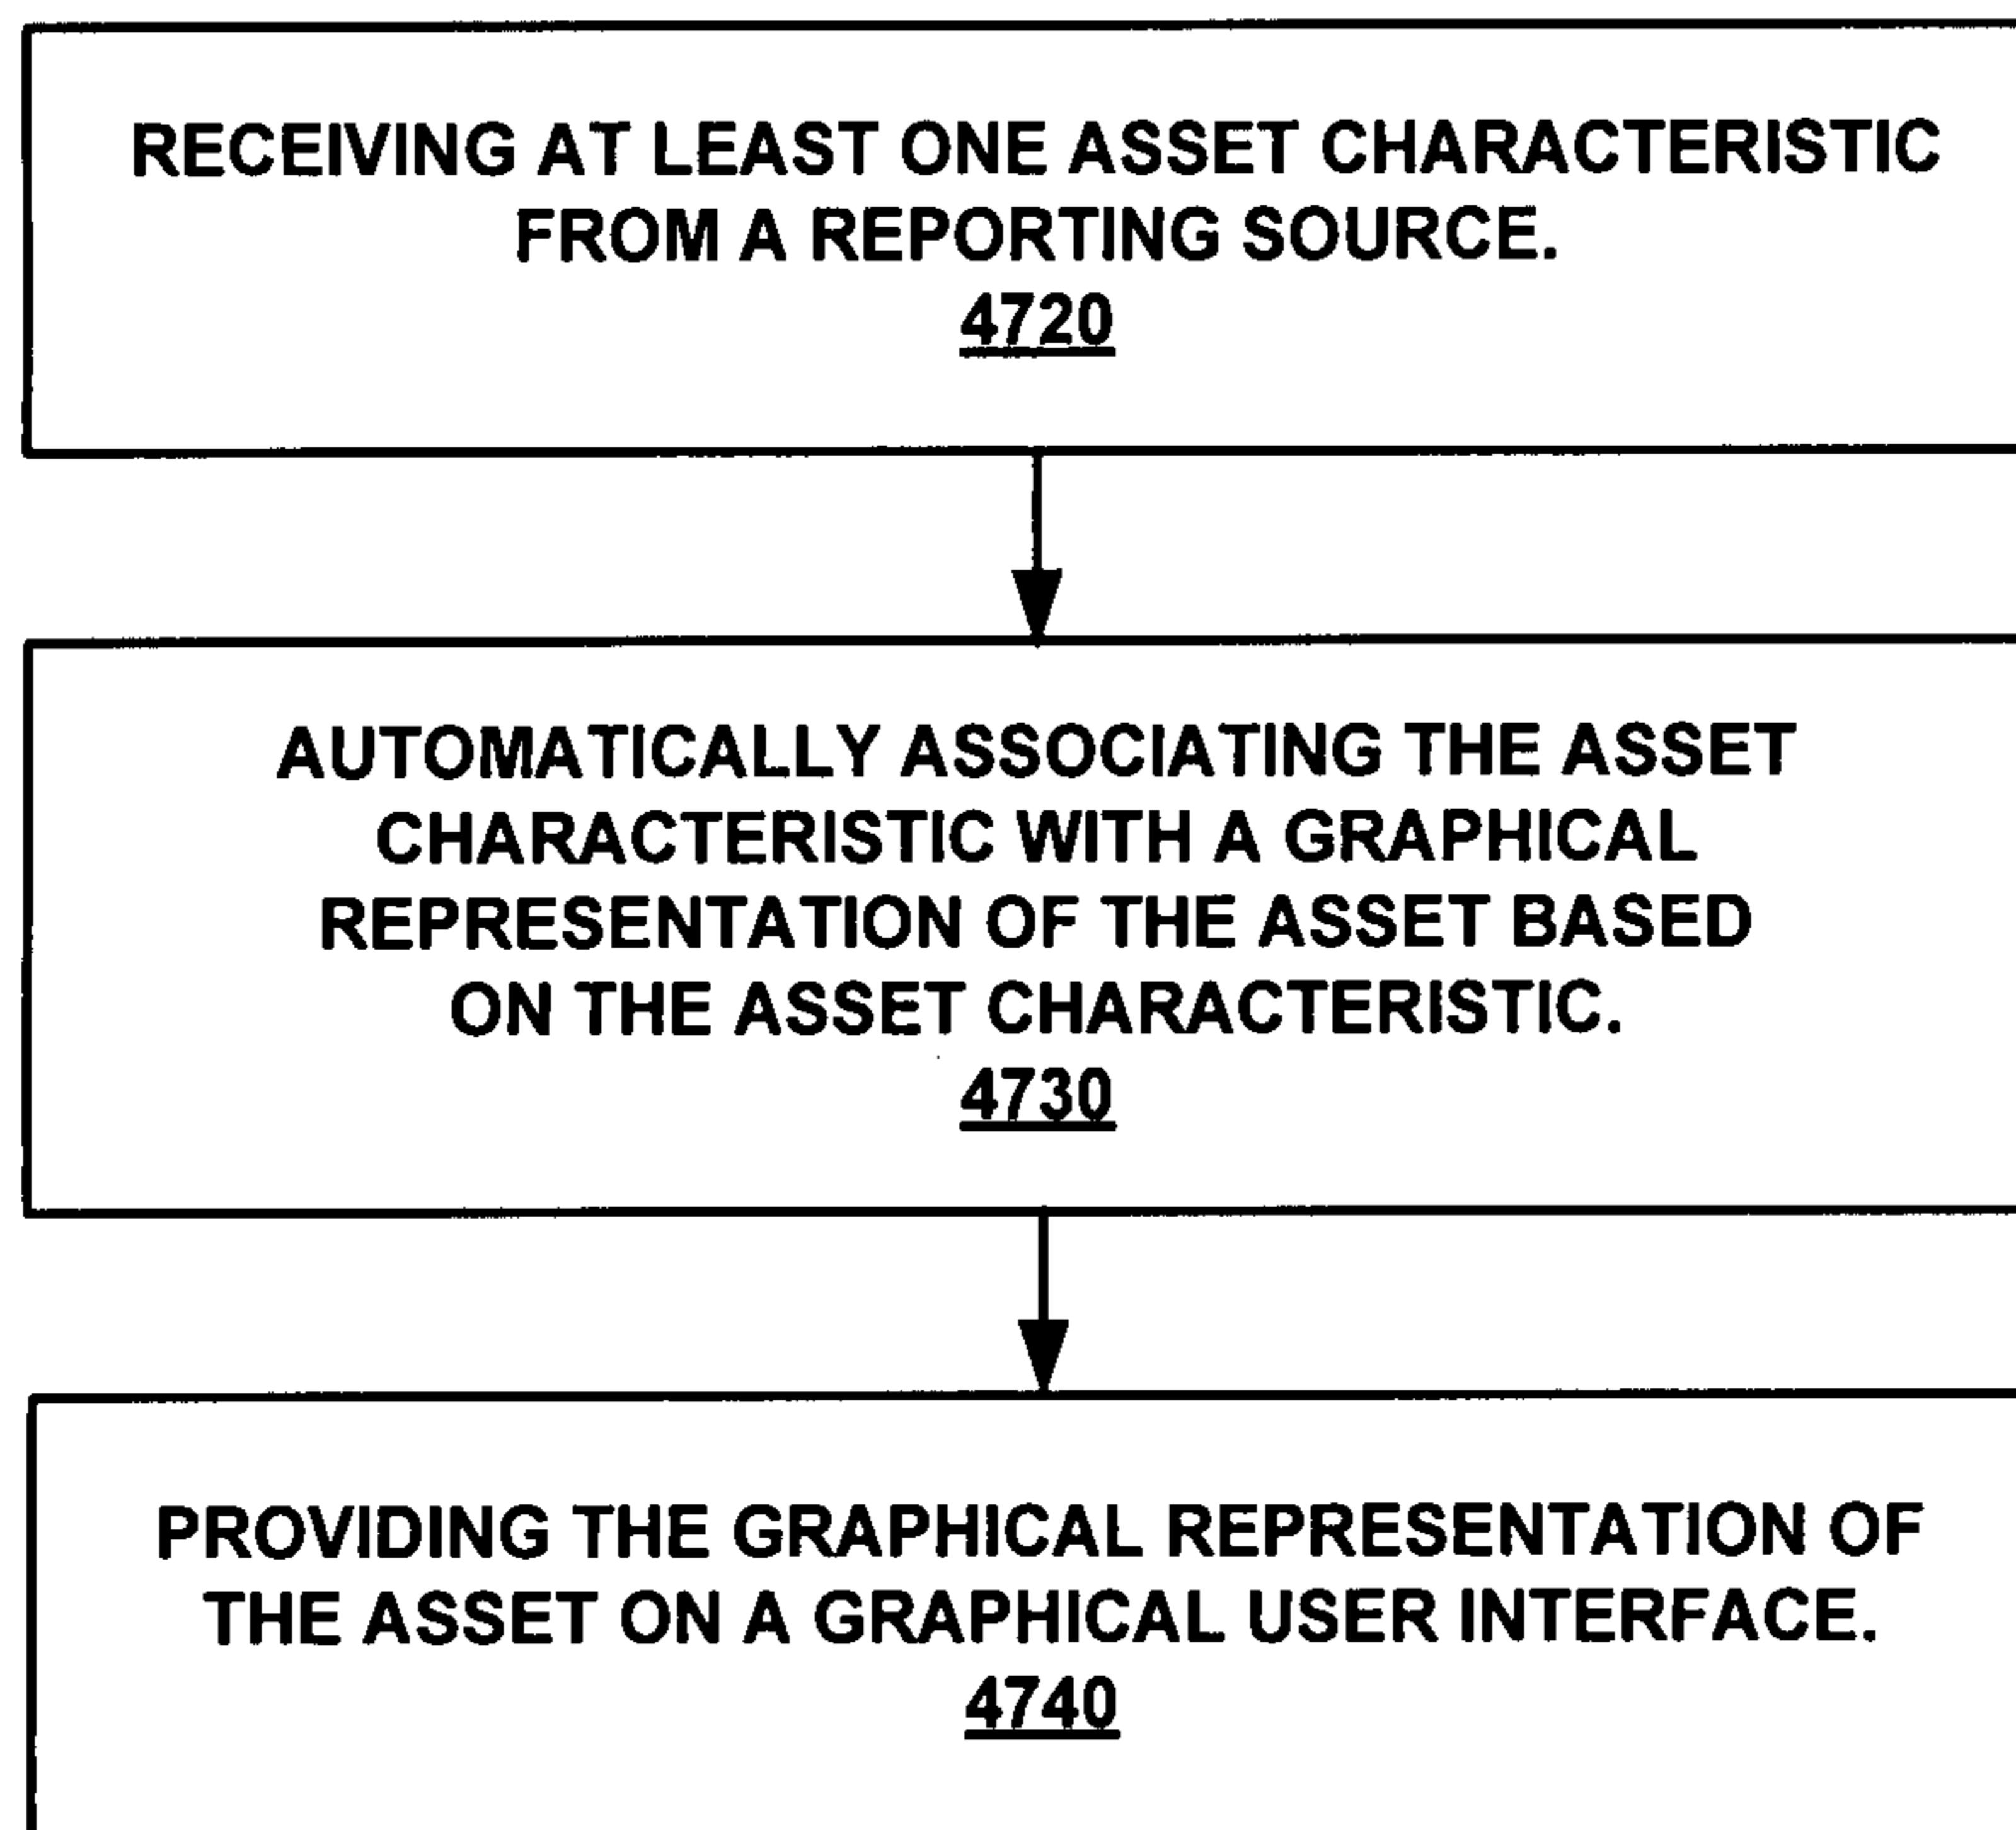 RECEIVING AT LEAST ONE ASSET CHARACTERISTIC
FROM A REPORTING SOURCE.
4720
AUTOMATICALLY ASSOCIATING THE ASSET
CHARACTERISTIC WITH A GRAPHICAL
REPRESENTATION OF THE ASSET BASED
ON THE ASSET CHARACTERISTIC.
4730
PROVIDING THE GRAPHICAL REPRESENTATION OF
THE ASSET ON A GRAPHICAL USER INTERFACE.
4740